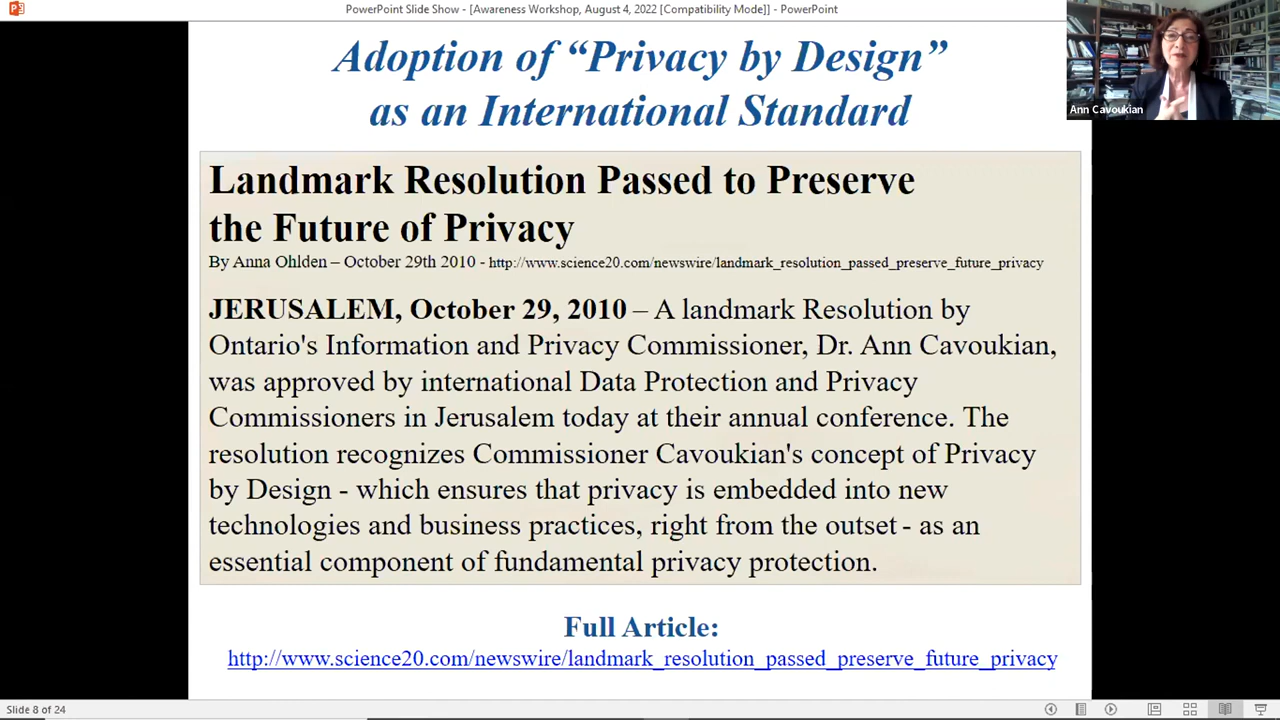 PowerPoint Slide Show - [Awareness Workshop, August 4, 2022 [Compatibility Mode]] - PowerPoint
Ann Cavoukian
Adoption of “Privacy by Design”
as an International Standard
Landmark Resolution Passed to Preserve
the Future of Privacy
By Anna Ohlden – October 29th 2010 - http://www.science20.com/newswire/landmark_resolution_passed_preserve_future_privacy
JERUSALEM, October 29, 2010 – A landmark Resolution by
Ontario's Information and Privacy Commissioner, Dr. Ann Cavoukian,
was approved by international Data Protection and Privacy
Commissioners in Jerusalem today at their annual conference. The
resolution recognizes Commissioner Cavoukian's concept of Privacy
by Design - which ensures that privacy is embedded into new
technologies and business practices, right from the outset - as an
essential component of fundamental privacy protection.
Full Article:
http://www.science20.com/newswire/landmark_resolution_passed_preserve_future_privacy
Slide 8 of 24